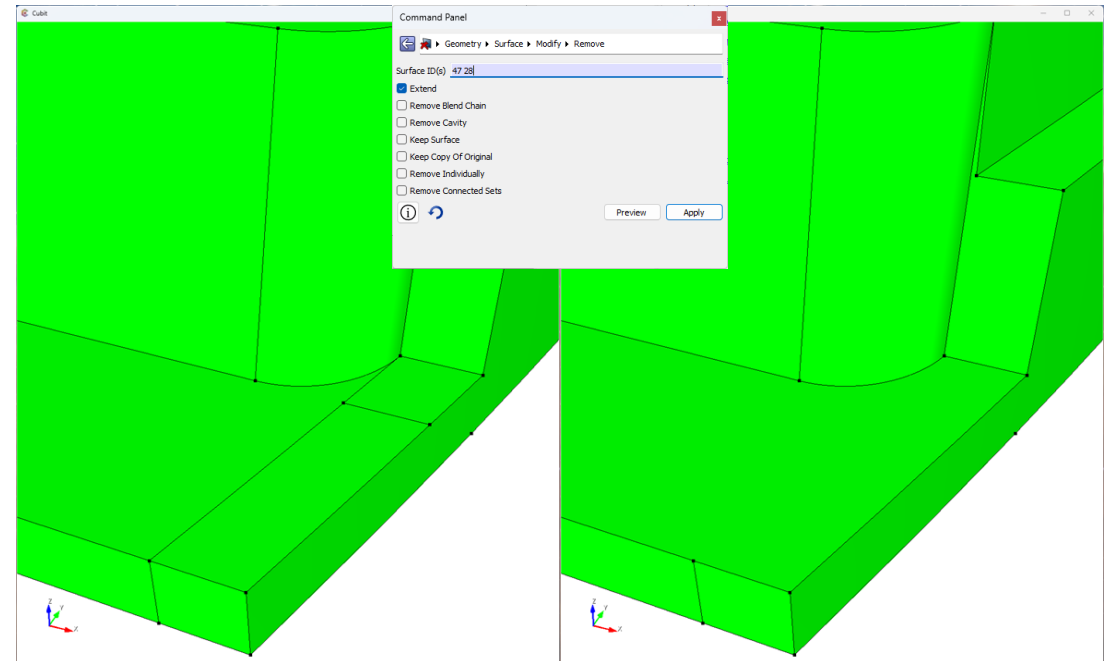 Cubit
Command Panel
x
Geometry Surface Modify Remove
Surface ID(s) 47 28
Extend
Remove Blend Chain
Remove Cavity
Keep Surface
Keep Copy Of Original
Remove Individually
Remove Connected Sets
Preview Apply
Z
Y
X
Z
Y
X